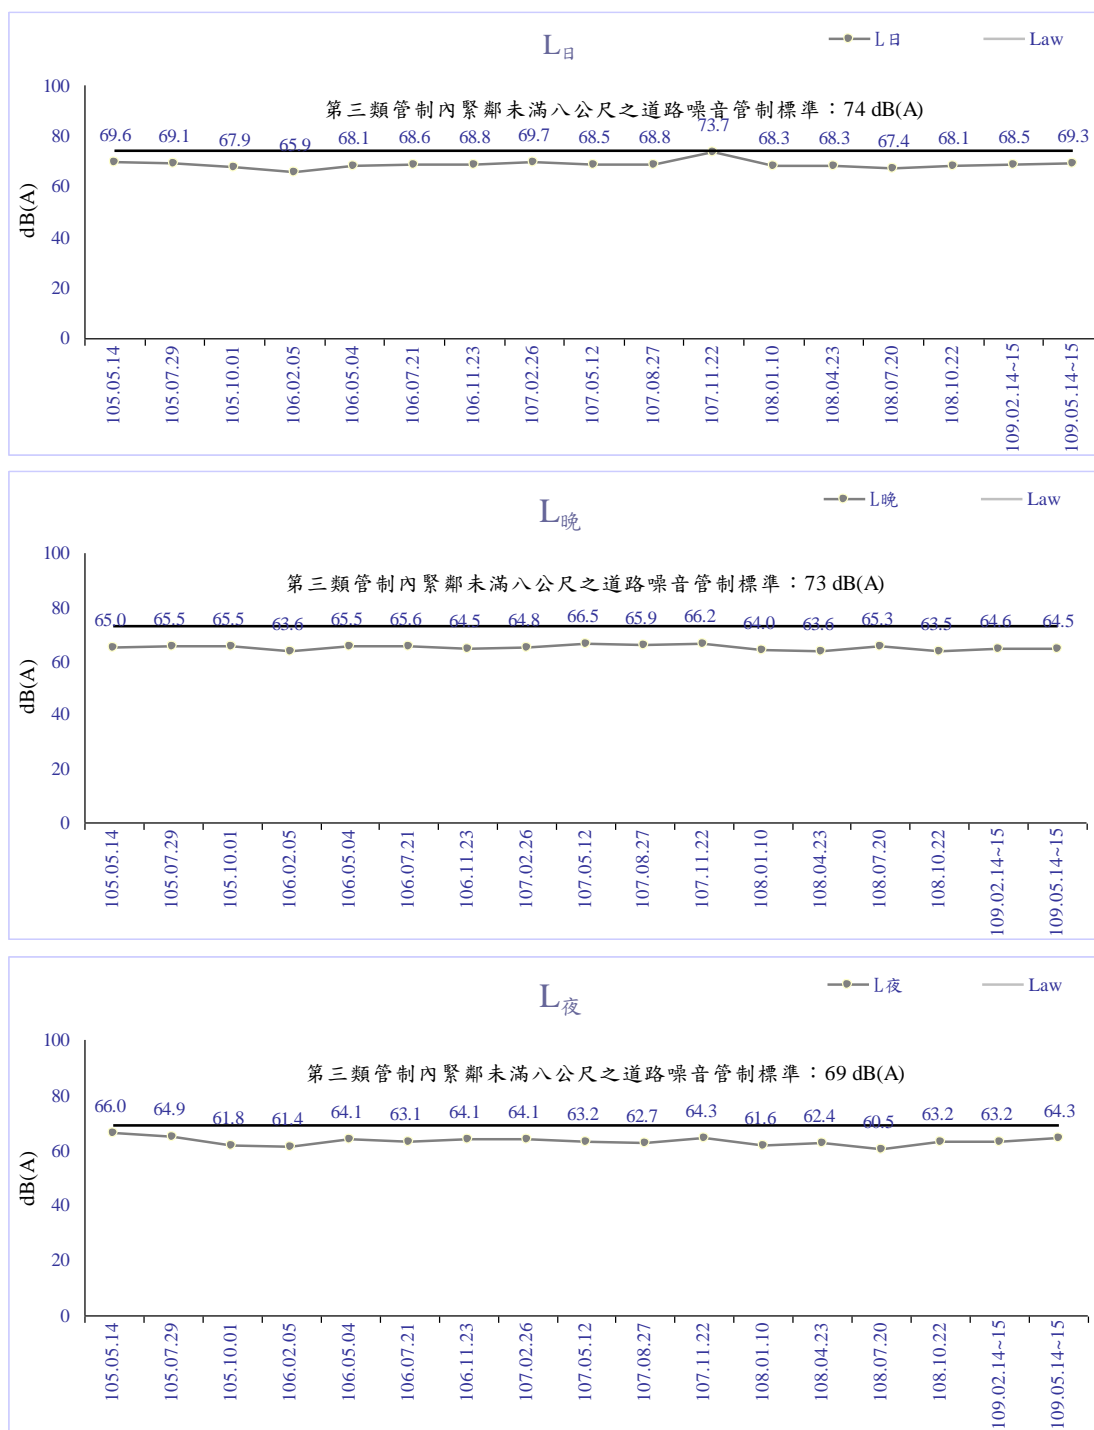 L日
L日 Law
第三類管制內緊鄰未滿八公尺之道路噪音管制標準：74 dB(A)
100
80
60
40
20
0
dB(A)
69.6 69.1 67.9 65.9 68.1 68.6 68.8 69.7 68.5 68.8 73.7 68.3 68.3 67.4 68.1 68.5 69.3
105.05.14 105.07.29 105.10.01 106.02.05 106.05.04 106.07.21 106.11.23 107.02.26 107.05.12 107.08.27 107.11.22 108.01.10 108.04.23 108.07.20 108.10.22 109.02.14~15 109.05.14~15
L晚
L晚 Law
第三類管制內緊鄰未滿八公尺之道路噪音管制標準：73 dB(A)
100
80
60
40
20
0
dB(A)
65.0 65.5 65.5 63.6 65.5 65.6 64.5 64.8 66.5 65.9 66.2 64.0 63.6 65.3 63.5 64.6 64.5
105.05.14 105.07.29 105.10.01 106.02.05 106.05.04 106.07.21 106.11.23 107.02.26 107.05.12 107.08.27 107.11.22 108.01.10 108.04.23 108.07.20 108.10.22 109.02.14~15 109.05.14~15
L夜
L夜 Law
第三類管制內緊鄰未滿八公尺之道路噪音管制標準：69 dB(A)
100
80
60
40
20
0
dB(A)
66.0 64.9 61.8 61.4 64.1 63.1 64.1 64.1 63.2 62.7 64.3 61.6 62.4 60.5 63.2 63.2 64.3
105.05.14 105.07.29 105.10.01 106.02.05 106.05.04 106.07.21 106.11.23 107.02.26 107.05.12 107.08.27 107.11.22 108.01.10 108.04.23 108.07.20 108.10.22 109.02.14~15 109.05.14~15